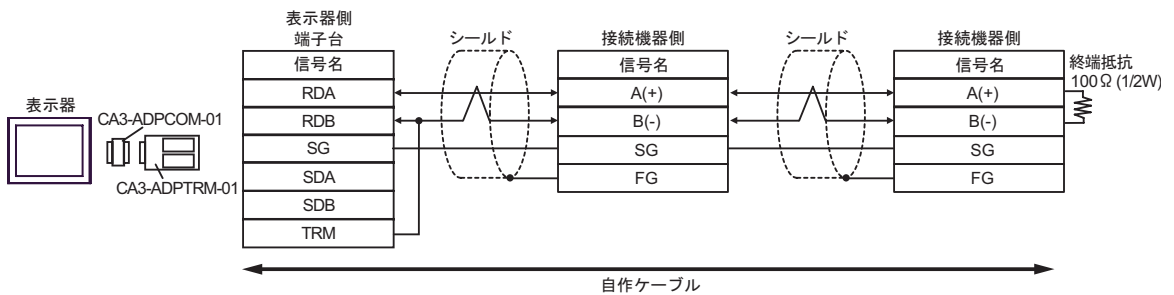 表示器
CA3-ADPCOM-01
CA3-ADPTRM-01
表示器側
端子台
信号名
RDA
RDB
SG
SDA
SDB
TRM
シールド
接続機器側
信号名
A(+)
B(-)
SG
FG
シールド
接続機器側
信号名
A(+)
B(-)
SG
FG
終端抵抗
100Ω (1/2W)
自作ケーブル